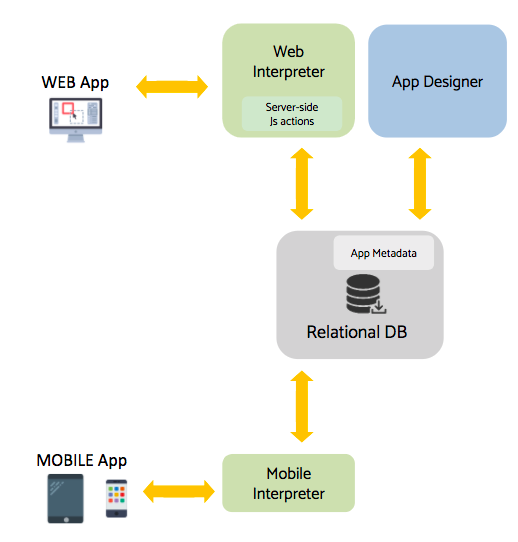 Web
Interpreter
App Designer
WEB App
Server-side
Js actions
App Metadata
Relational DB
MOBILE App
Mobile
Interpreter